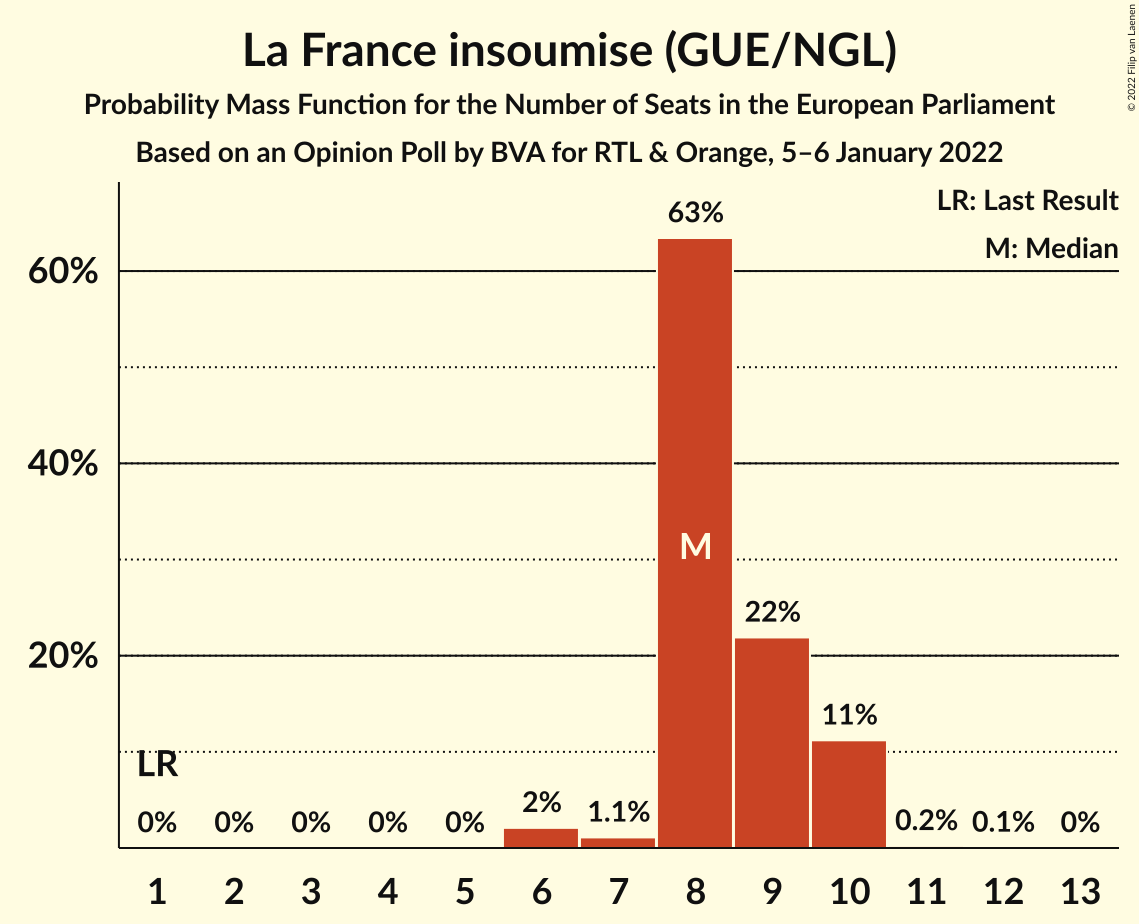 La France insoumise (GUE/NGL)
Probability Mass Function for the Number of Seats in the European Parliament
Based on an Opinion Poll by BVA for RTL & Orange, 5–6 January 2022
© 2022 Filip van Laenen
LR: Last Result
M: Median
63%
60%
40%
M
22%
20%
11%
LR
0% 0% 0% 0% 0% 2% 1.1% 0.2% 0.1% 0%
1 2 3 4 5 6 7 8 9 10 11 12 13